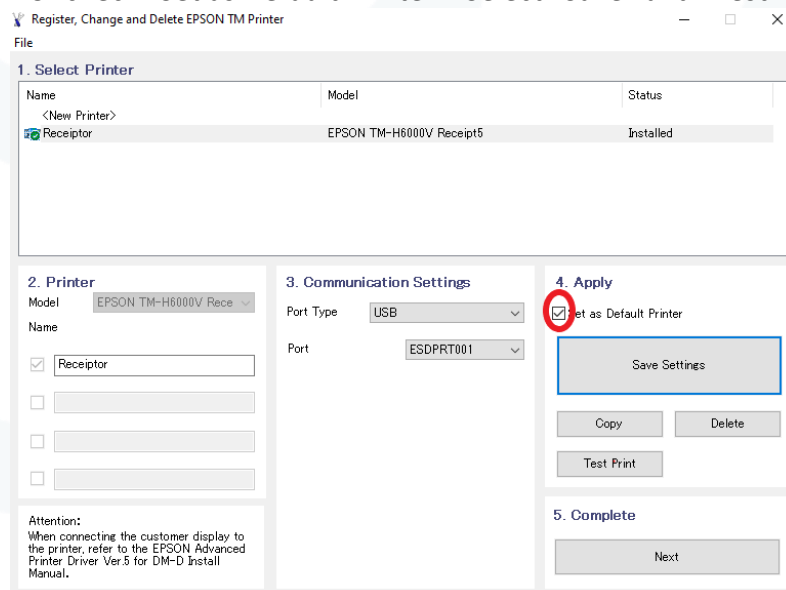 Register, Change and Delete EPSON TM Printer
File
1. Select Printer
Name Model Status
<New Printer>
Receiptor EPSON TM-H6000V Receipt5 Installed
2. Printer
Model EPSON TM-H6000V Rece
Name
Receiptor
Attention:
When connecting the customer display to
the printer, refer to the EPSON Advanced
Printer Driver Ver.5 for DM-D Install
Manual.
3. Communication Settings
Port Type USB
Port ESDPRT001
4. Apply
Set as Default Printer
Save Settings
Copy Delete
Test Print
5. Complete
Next